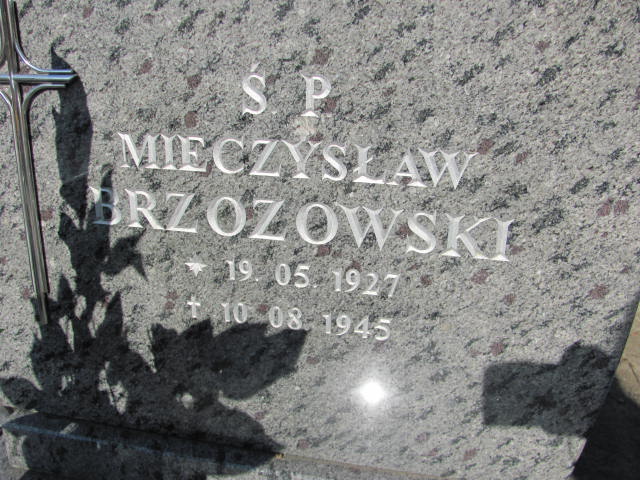 Ś. P.
MIECZYSŁAW
BRZOZOWSKI
* 19. 05. 1927
† 10. 08. 1945